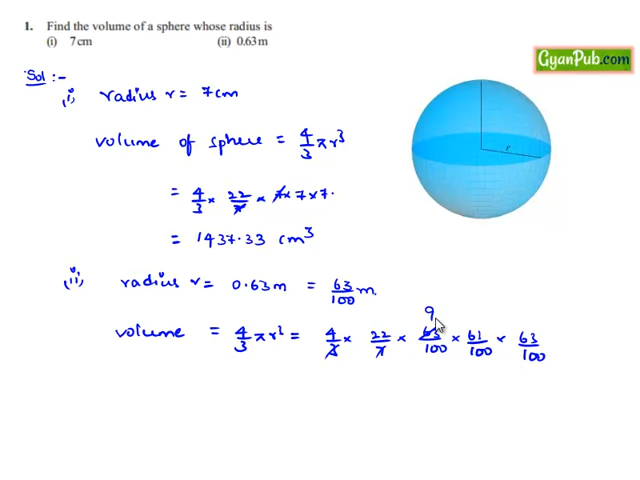 1. Find the volume of a sphere whose radius is
(i) 7 cm (ii) 0.63 m
GyanPub.com
Sol :-
(i) radius r = 7cm
volume of sphere = 4/3 πr³
r
= 4/3 × 22/7 × 7 × 7 × 7.
= 1437.33 cm³
(ii) radius r = 0.63m = 63/100 m.
9
volume = 4/3 πr³ = 4/3 × 22/7 × 63/100 × 63/100 × 63/100